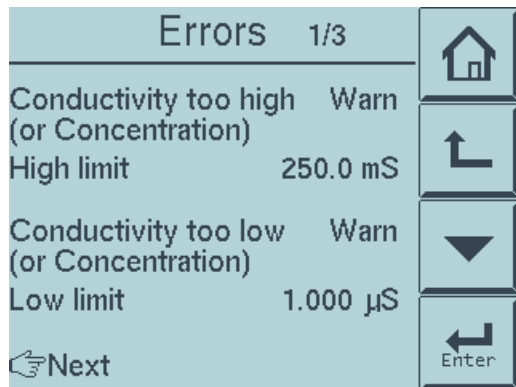 Errors 1/3
Conductivity too high Warn
(or Concentration)
High limit 250.0 mS
Conductivity too low Warn
(or Concentration)
Low limit 1.000 µS
Next
Enter